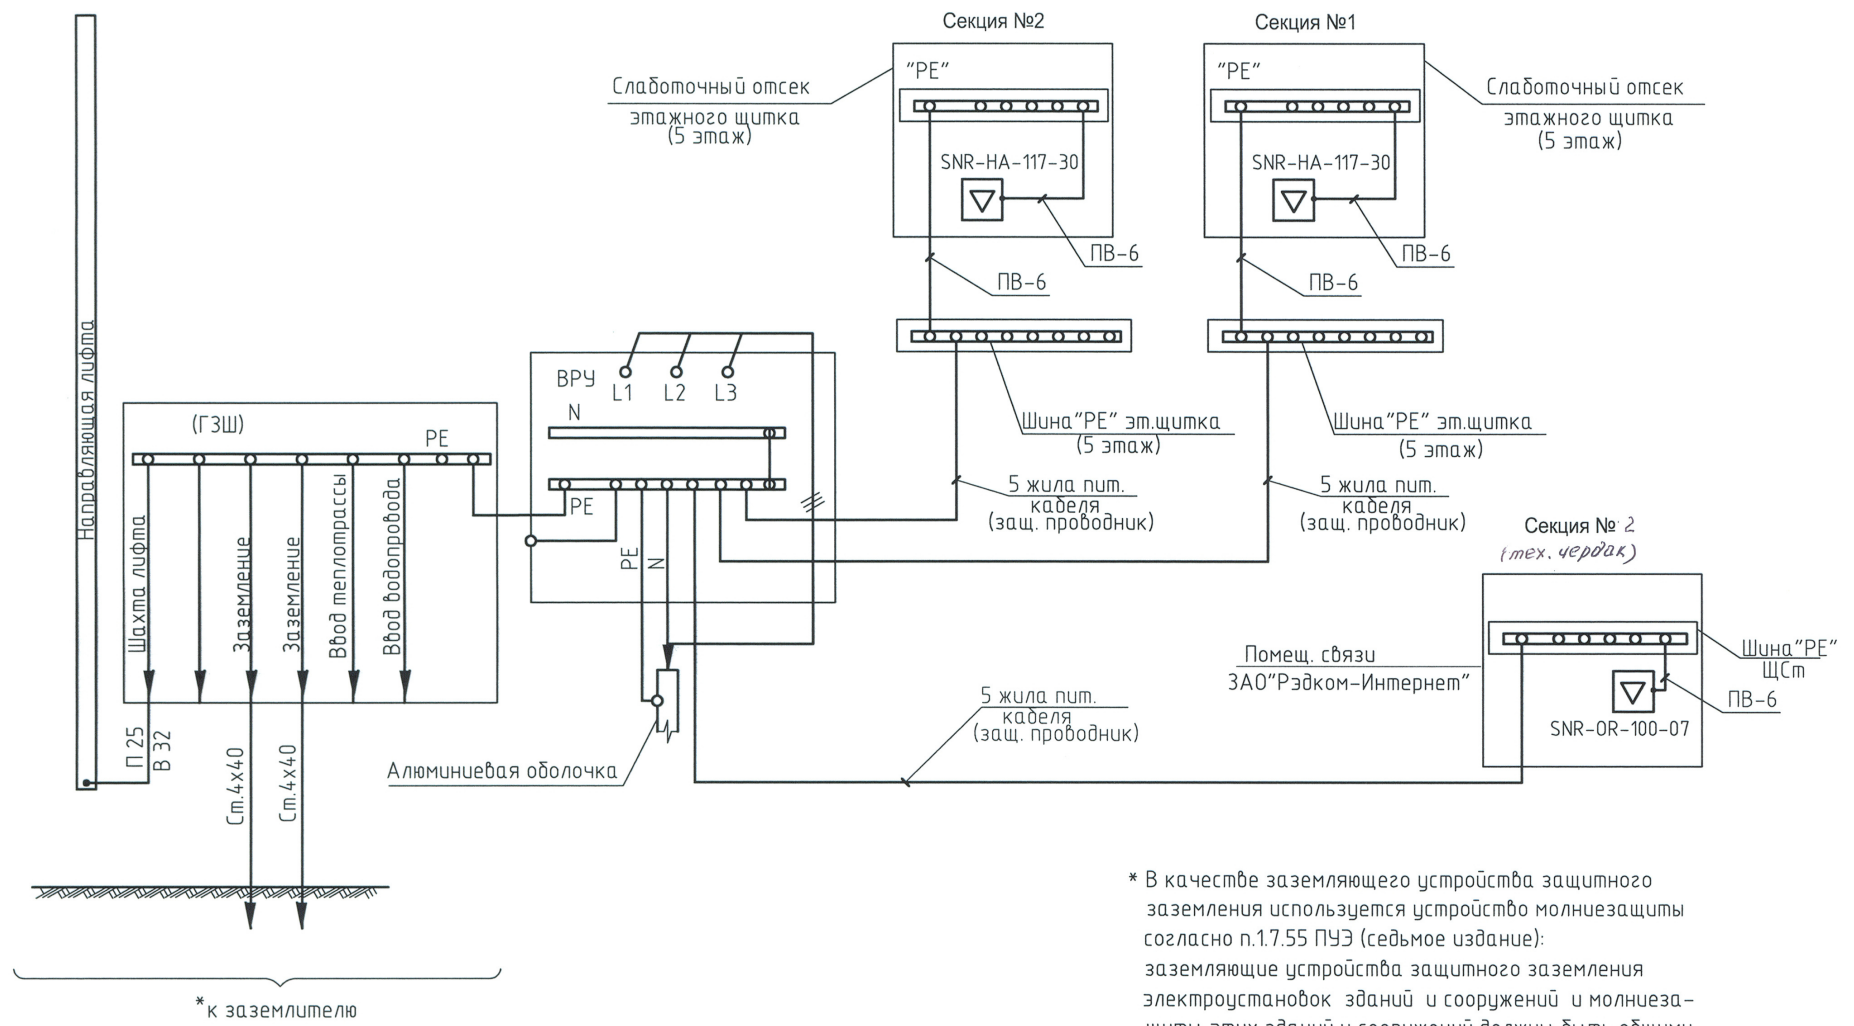 Секция №2
Секция №1
"PE"
"PE"
Слаботочный отсек
этажного щитка
(5 этаж)
Слаботочный отсек
этажного щитка
(5 этаж)
SNR-HA-117-30
SNR-HA-117-30
ПВ-6
ПВ-6
ПВ-6
ПВ-6
Направляющая лифта
(ГЗШ)
PE
ВРУ
L1
L2
L3
N
PE
Шина"PE" эт.щитка
(5 этаж)
Шина"PE" эт.щитка
(5 этаж)
5 жила пит.
кабеля
(защ. проводник)
5 жила пит.
кабеля
(защ. проводник)
Шахта лифта
Заземление
Заземление
Ввод теплотрассы
Ввод водопровода
PE
N
Секция № 2
(тех. чердак)
Помещ. связи
ЗАО"Рэдком-Интернет"
Шина"PE"
ЩСт
ПВ-6
SNR-OR-100-07
5 жила пит.
кабеля
(защ. проводник)
П 25
В 32
Ст.4х40
Ст.4х40
Алюминиевая оболочка
*к заземлителю
* В качестве заземляющего устройства защитного
заземления используется устройство молниезащиты
согласно п.1.7.55 ПУЭ (седьмое издание):
заземляющие устройства защитного заземления
электроустановок зданий и сооружений и молниеза-
щиты этих зданий и сооружений должны быть общими